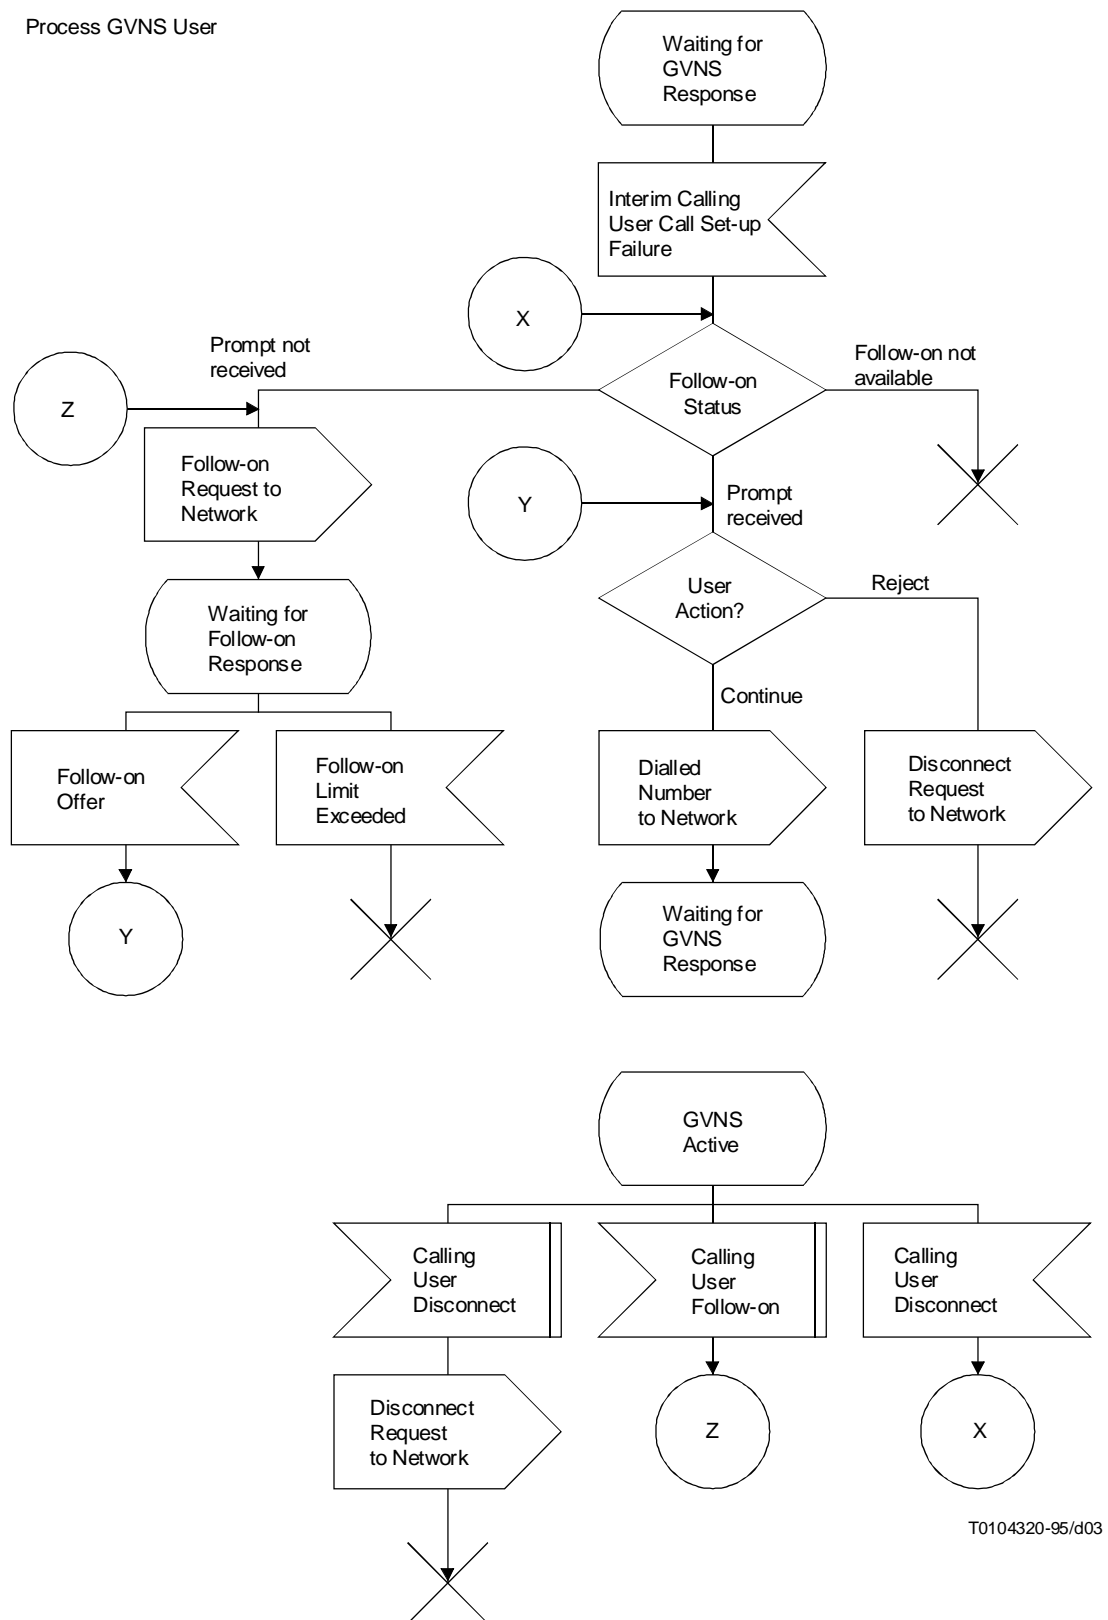 Process GVNS User
Waiting for
GVNS
Response
Interim Calling
User Call Set-up
Failure
X
Prompt not
received
Follow-on not
available
Z
Follow-on
Status
Follow-on
Request to
Network
Y
Prompt
received
User
Action?
Reject
Waiting for
Follow-on
Response
Continue
Follow-on
Offer
Follow-on
Limit
Exceeded
Dialled
Number
to Network
Disconnect
Request
to Network
Y
Waiting for
GVNS
Response
GVNS
Active
Calling
User
Disconnect
Calling
User
Follow-on
Calling
User
Disconnect
Disconnect
Request
to Network
Z
X
T0104320-95/d03